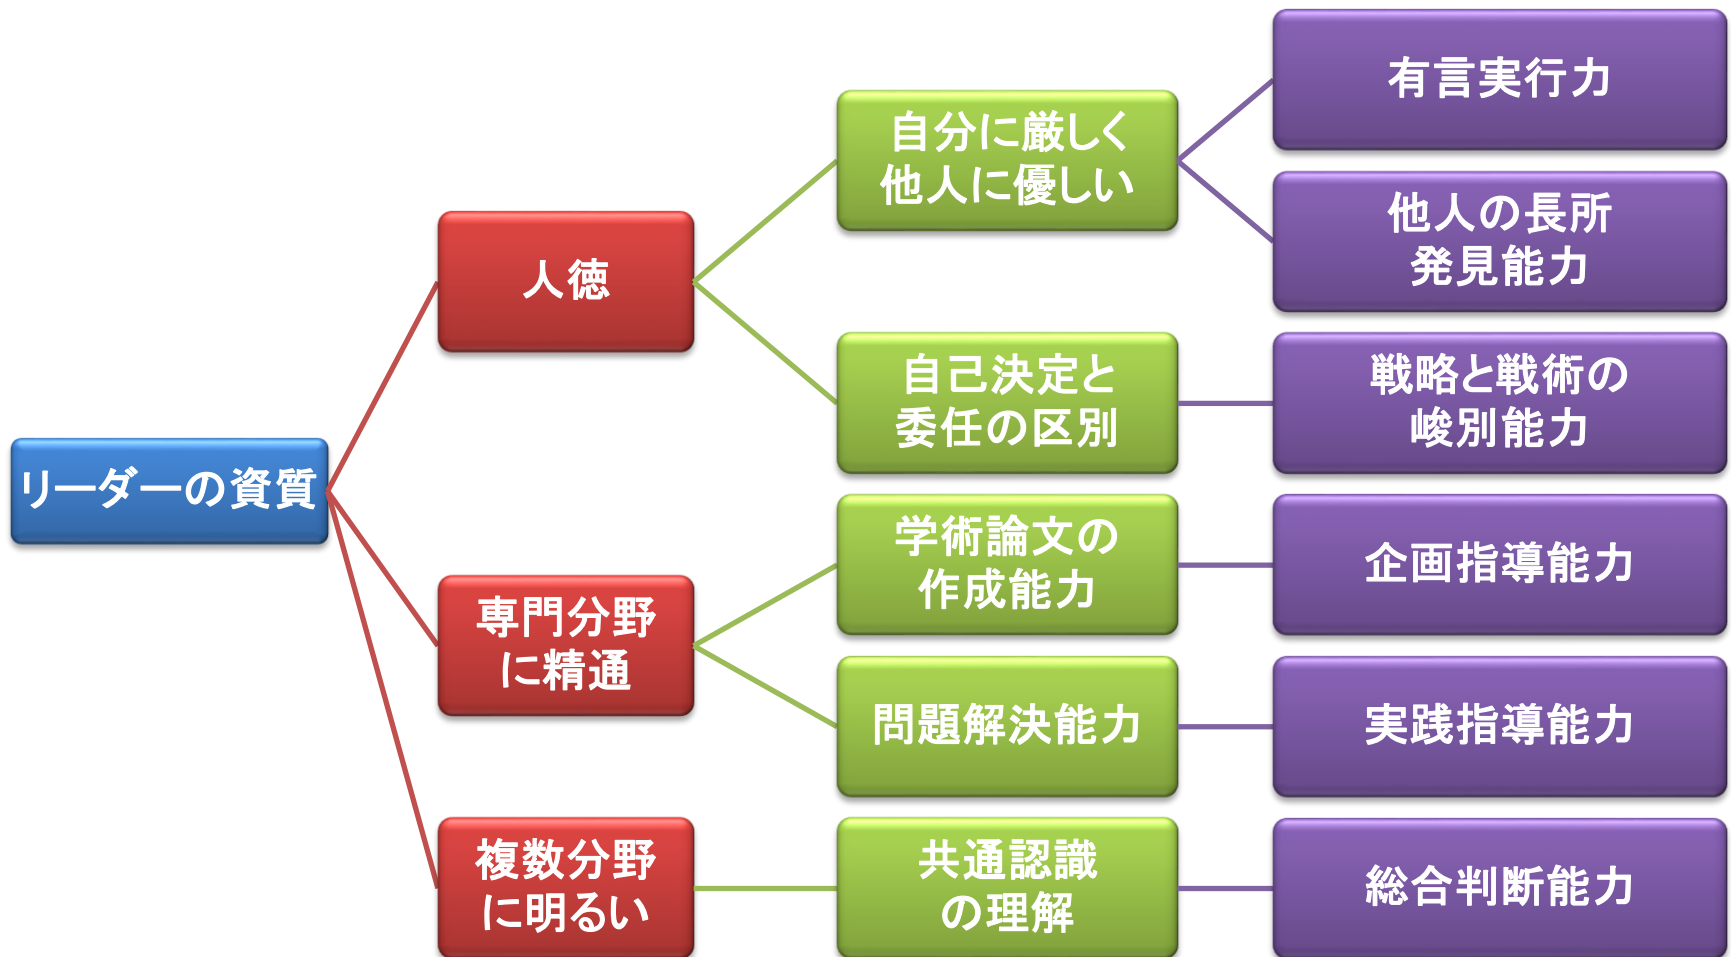 リーダーの資質
人徳
自分に厳しく
他人に優しい
有言実行力
他人の長所
発見能力
自己決定と
委任の区別
戦略と戦術の
峻別能力
専門分野
に精通
学術論文の
作成能力
企画指導能力
問題解決能力
実践指導能力
複数分野
に明るい
共通認識
の理解
総合判断能力